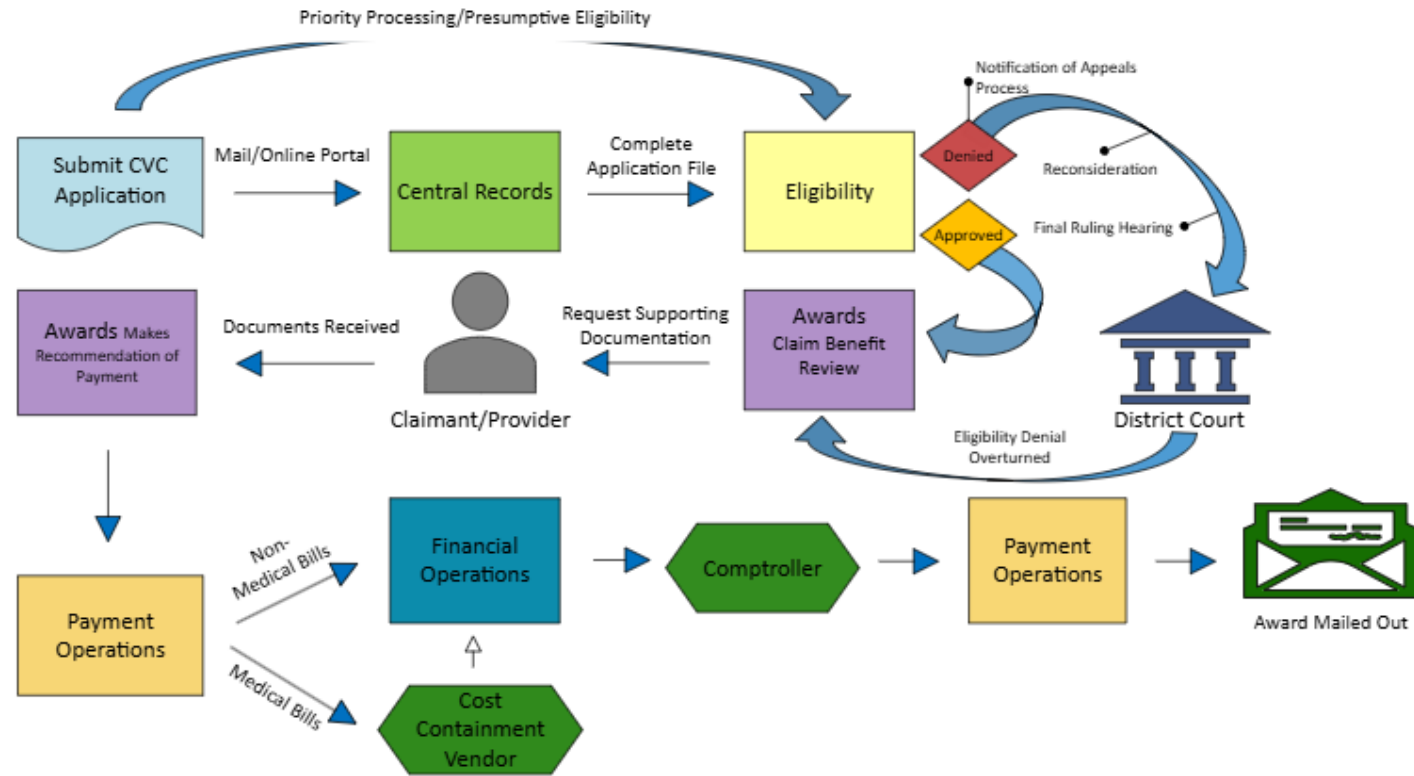 Priority Processing/Presumptive Eligibility
Notification of Appeals
Process
Submit CVC
Application
Mail/Online Portal
Central Records
Complete
Application File
Eligibility
Denied
Reconsideration
Approved
Final Ruling Hearing
Awards Makes
Recommendation of
Payment
Documents Received
Claimant/Provider
Request Supporting
Documentation
Awards
Claim Benefit
Review
District Court
Eligibility Denial
Overturned
Payment
Operations
Non-
Medical Bills
Medical Bills
Financial
Operations
Cost
Containment
Vendor
Comptroller
Payment
Operations
Award Mailed Out